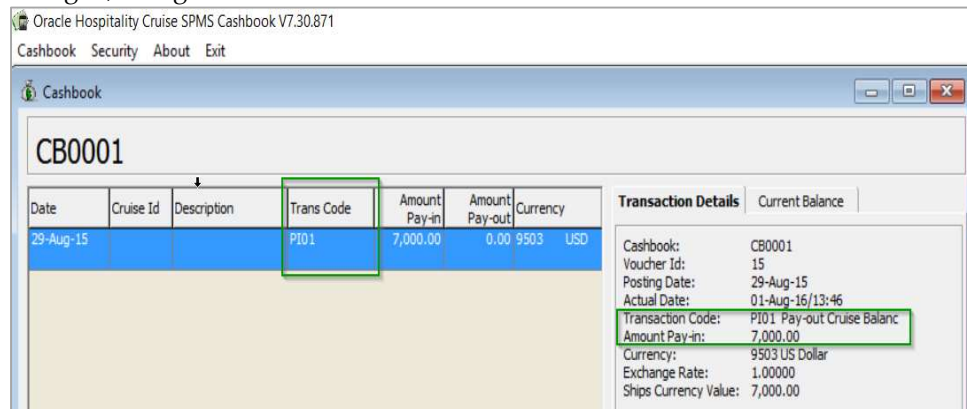 Oracle Hospitality Cruise SPMS Cashbook V7.30.871
Cashbook Security About Exit
Cashbook
CB0001
Date Cruise Id Description Trans Code Amount Pay-in Amount Pay-out Currency
29-Aug-15 PI01 7,000.00 0.00 9503 USD
Transaction Details Current Balance
Cashbook: CB0001
Voucher Id: 15
Posting Date: 29-Aug-15
Actual Date: 01-Aug-16/13:46
Transaction Code: PI01 Pay-out Cruise Balanc
Amount Pay-in: 7,000.00
Currency: 9503 US Dollar
Exchange Rate: 1.00000
Ships Currency Value: 7,000.00